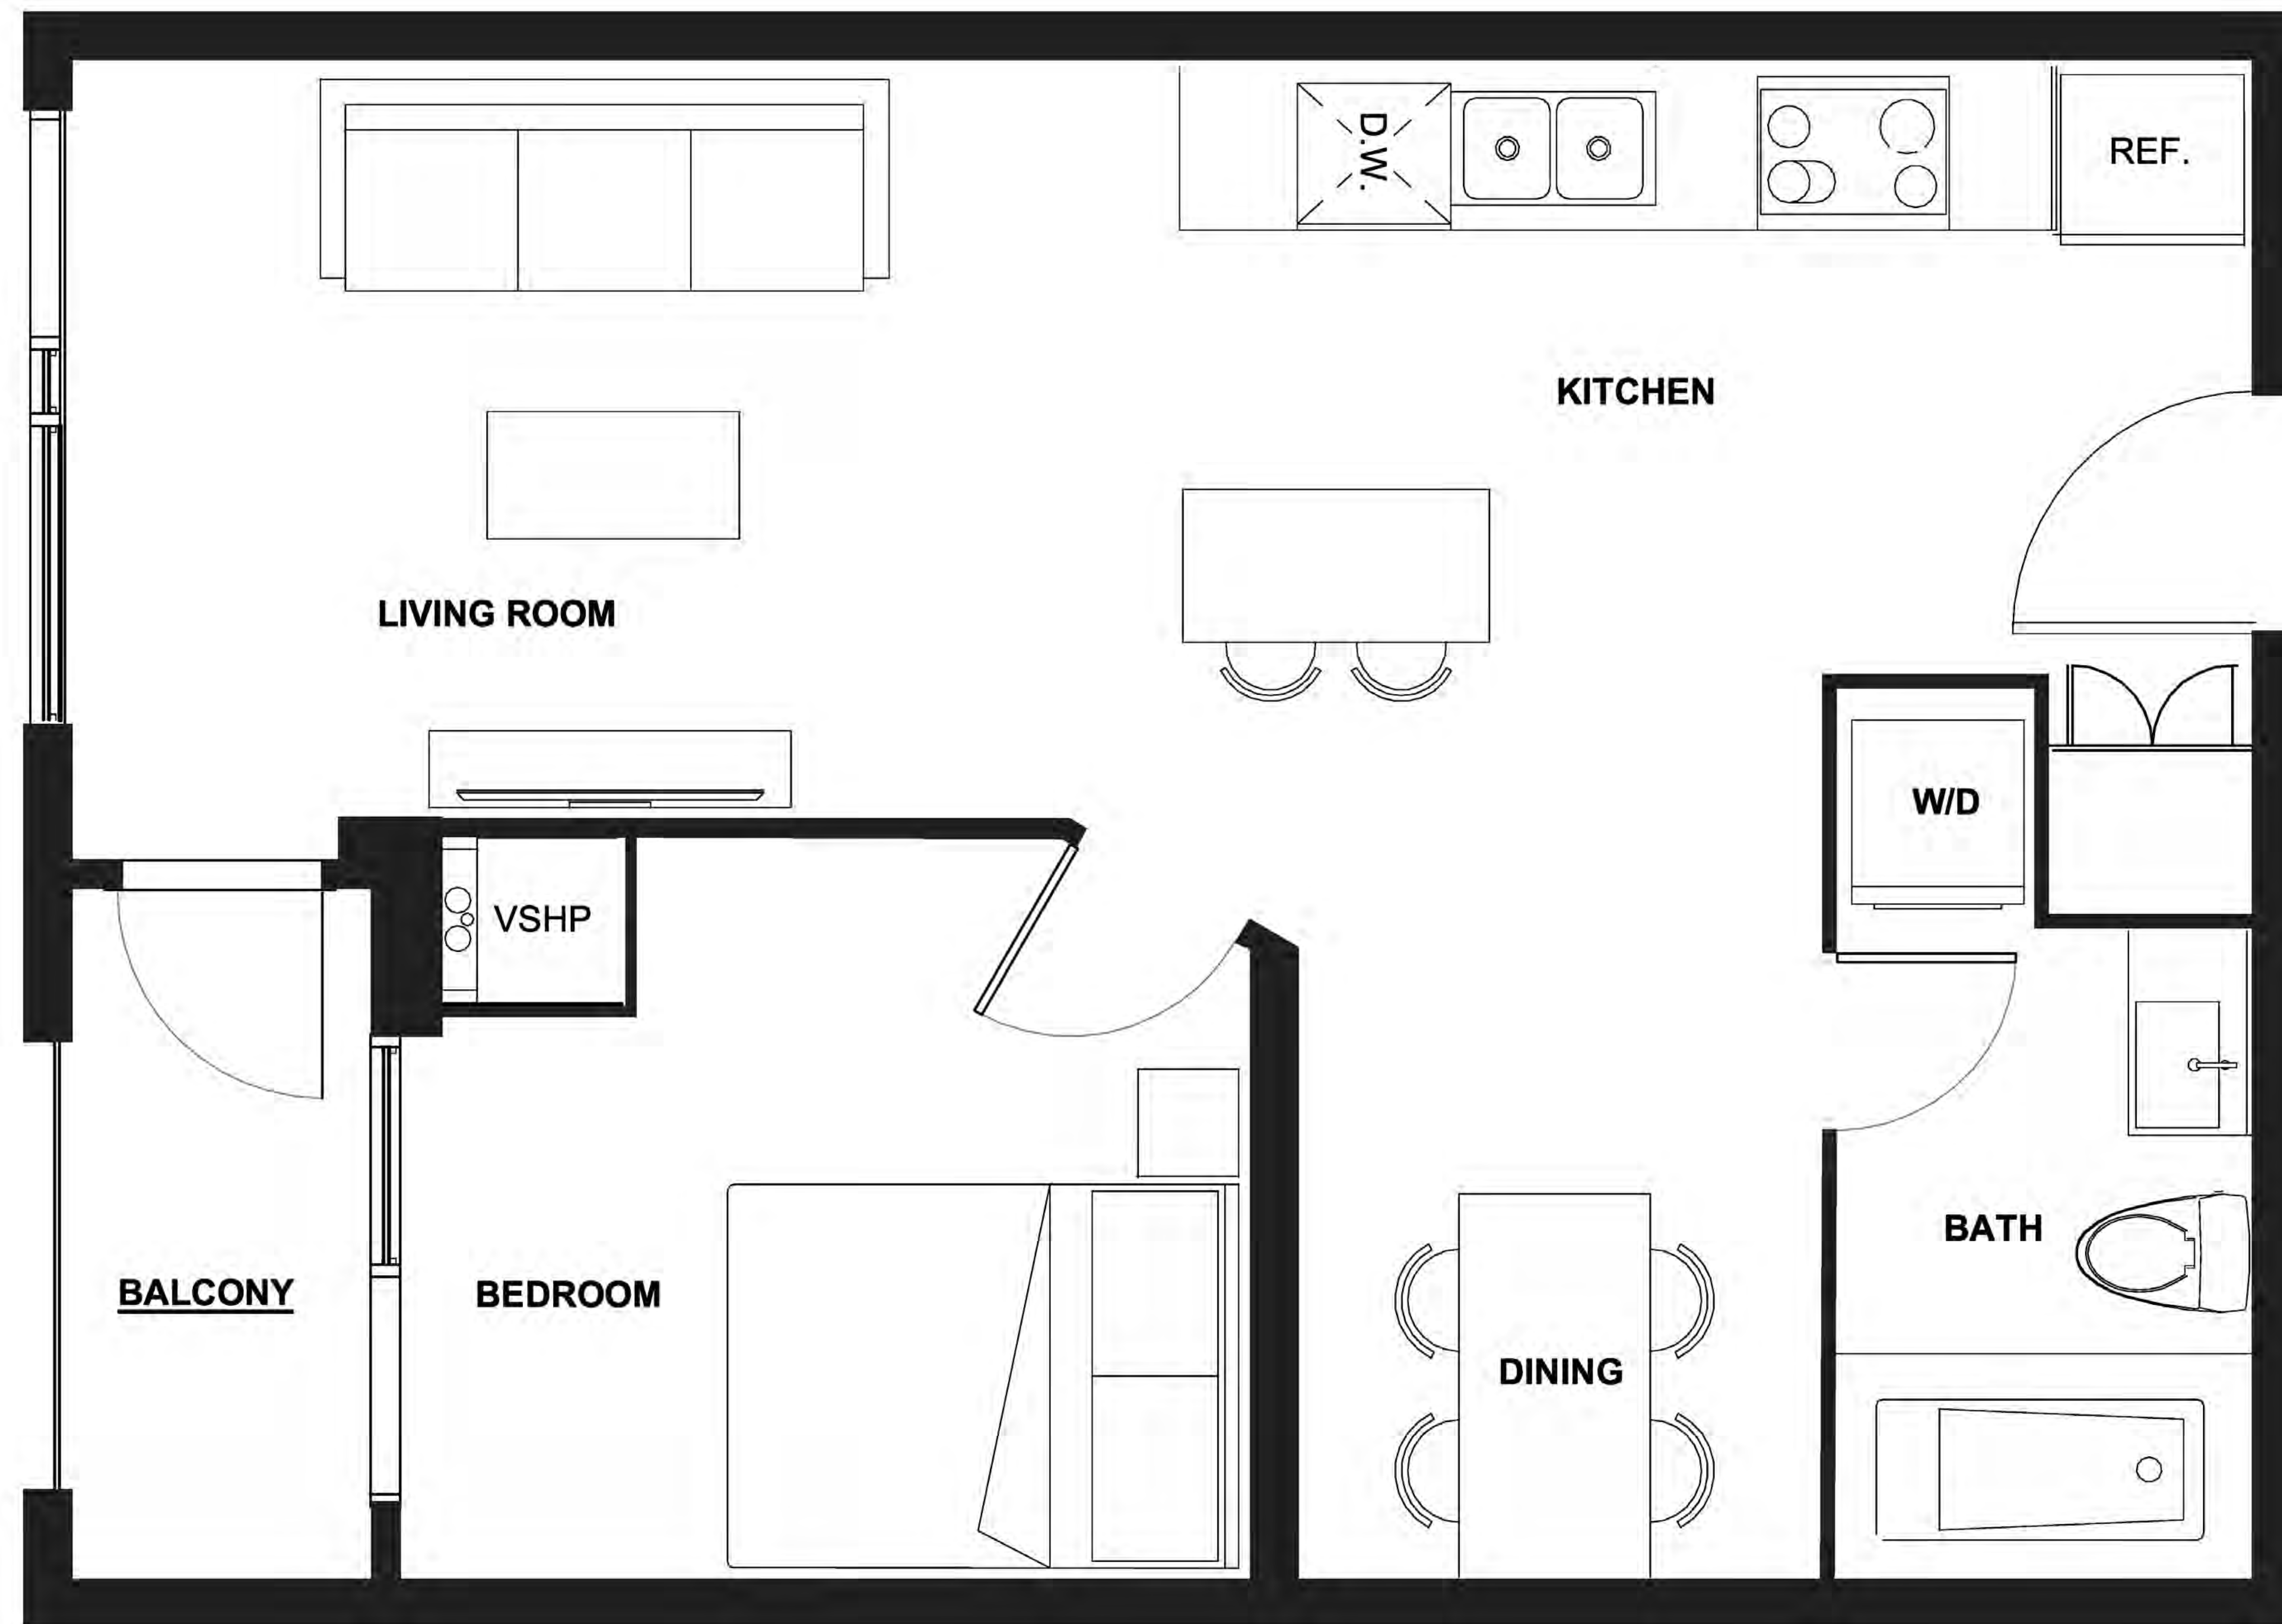 D.W.
REF.
KITCHEN
LIVING ROOM
W/D
VSHP
BATH
BALCONY
BEDROOM
DINING